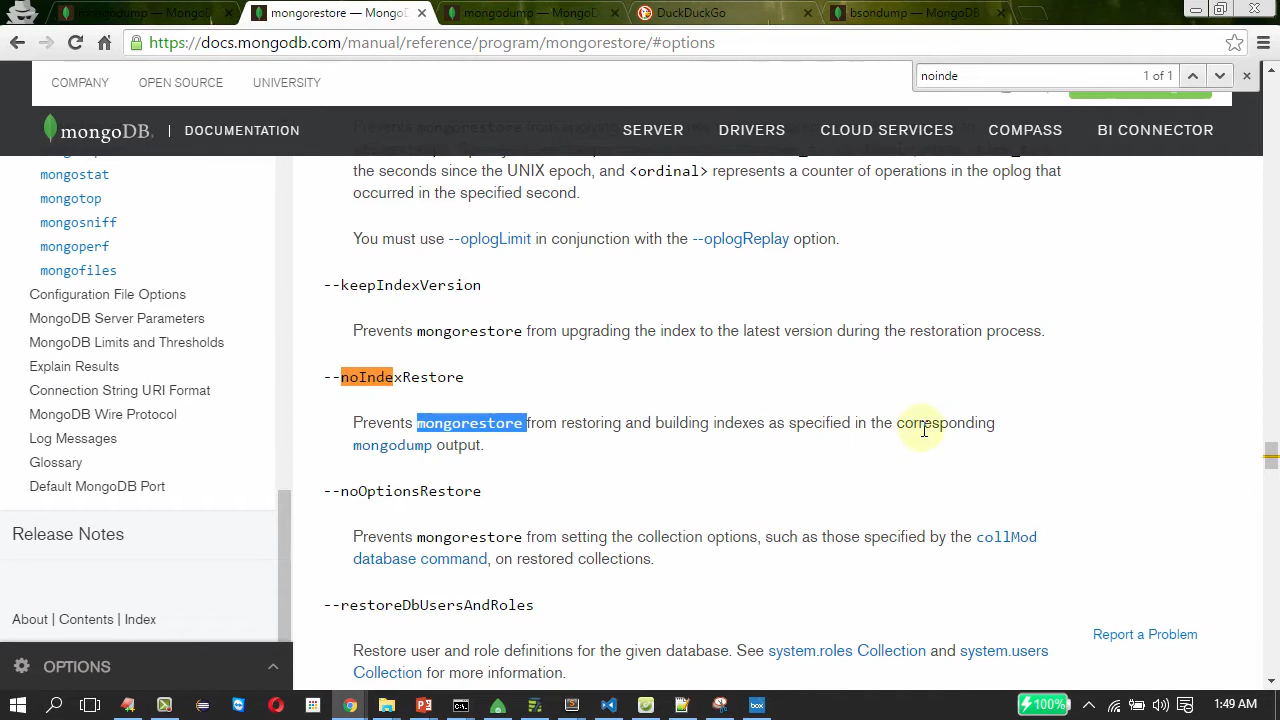 mongodump — MongoD
mongorestore — MongoD
mongodump — MongoD
DuckDuckGo
bsondump — MongoDB
https://docs.mongodb.com/manual/reference/program/mongorestore/#options
noinde 1 of 1
COMPANY OPEN SOURCE UNIVERSITY
mongoDB. DOCUMENTATION SERVER DRIVERS CLOUD SERVICES COMPASS BI CONNECTOR
mongostat
mongotop
mongosniff
mongoperf
mongofiles
Configuration File Options
MongoDB Server Parameters
MongoDB Limits and Thresholds
Explain Results
Connection String URI Format
MongoDB Wire Protocol
Log Messages
Glossary
Default MongoDB Port
Release Notes
About | Contents | Index
OPTIONS
the seconds since the UNIX epoch, and <ordinal> represents a counter of operations in the oplog that
occurred in the specified second.
You must use --oplogLimit in conjunction with the --oplogReplay option.
--keepIndexVersion
Prevents mongorestore from upgrading the index to the latest version during the restoration process.
--noIndexRestore
Prevents mongorestore from restoring and building indexes as specified in the corresponding
mongodump output.
--noOptionsRestore
Prevents mongorestore from setting the collection options, such as those specified by the collMod
database command, on restored collections.
--restoreDbUsersAndRoles
Restore user and role definitions for the given database. See system.roles Collection and system.users
Collection for more information.
Report a Problem
100%
1:49 AM